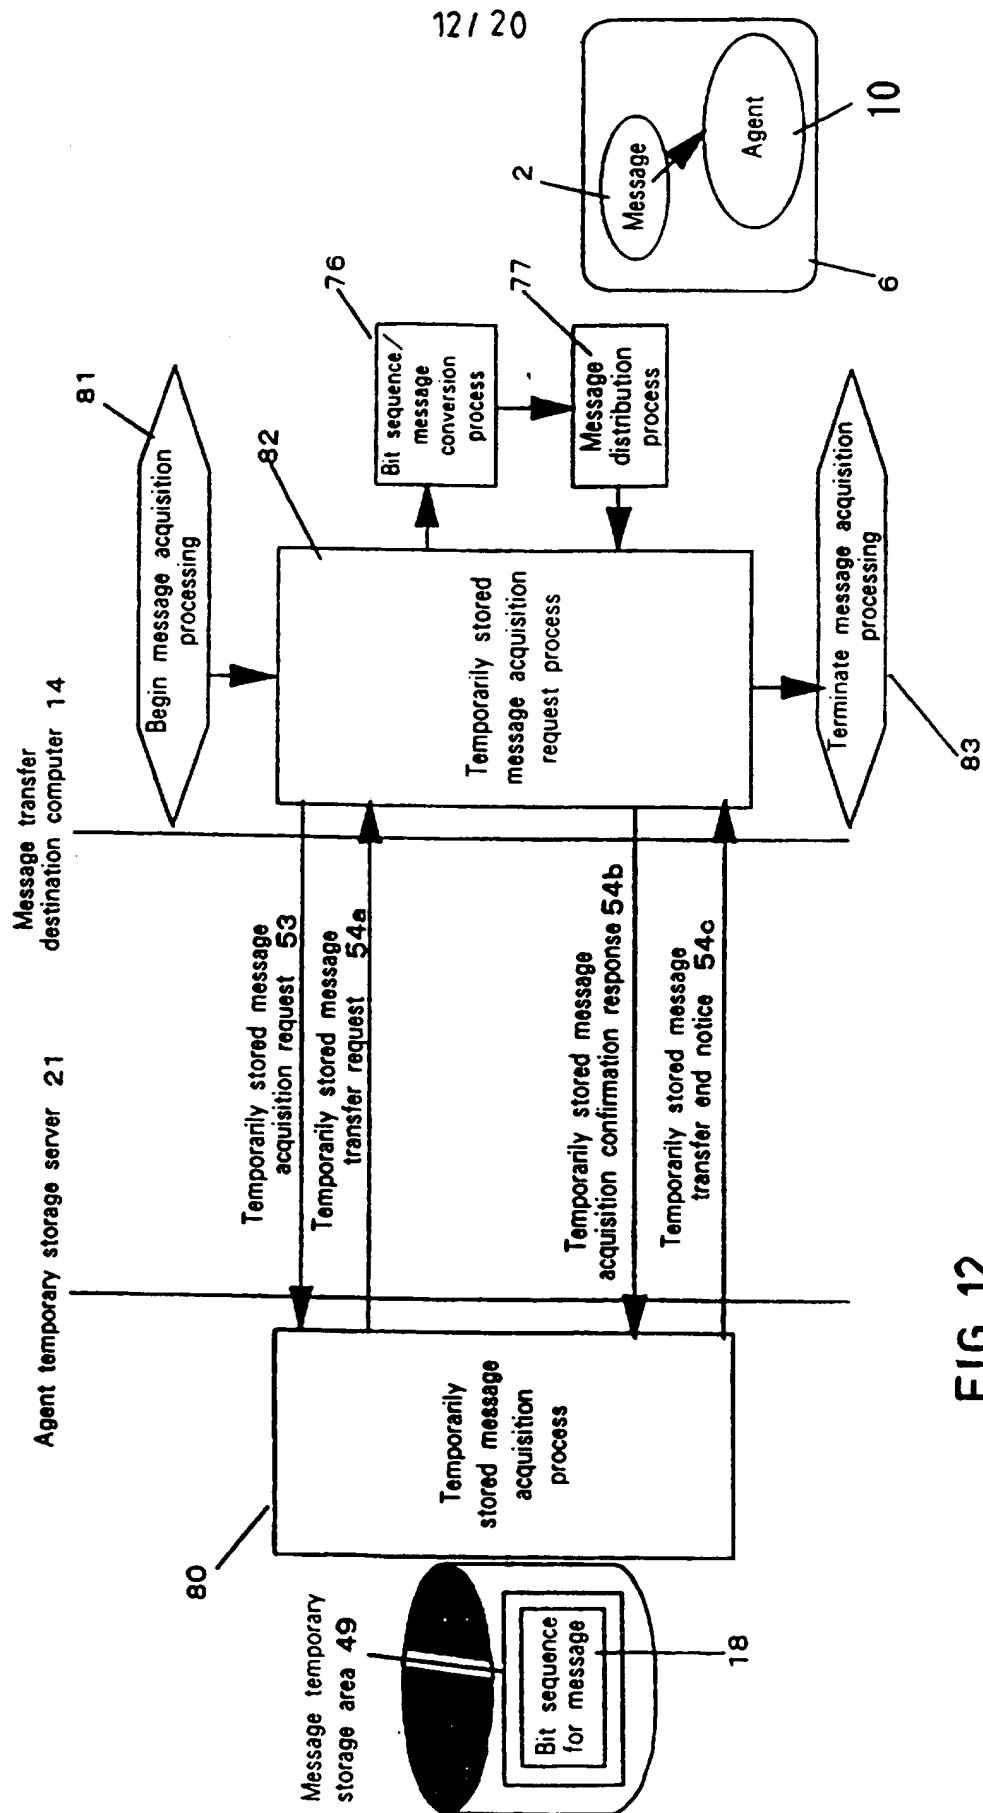 12/20
Message transfer
destination computer 14
Agent temporary storage server 21
81
Begin message acquisition
processing
82
Temporarily stored
message acquisition
request process
76
Bit sequence/
message
conversion
process
77
Message
distribution
process
2
Message
Agent
10
6
Terminate message acquisition
processing
83
Temporarily stored message
acquisition request 53
Temporarily stored message
transfer request 54a
Temporarily stored message
acquisition confirmation response 54b
Temporarily stored message
transfer end notice 54c
80
Temporarily
stored message
acquisition
process
Message temporary
storage area 49
Bit sequence
for message
18
FIG. 12